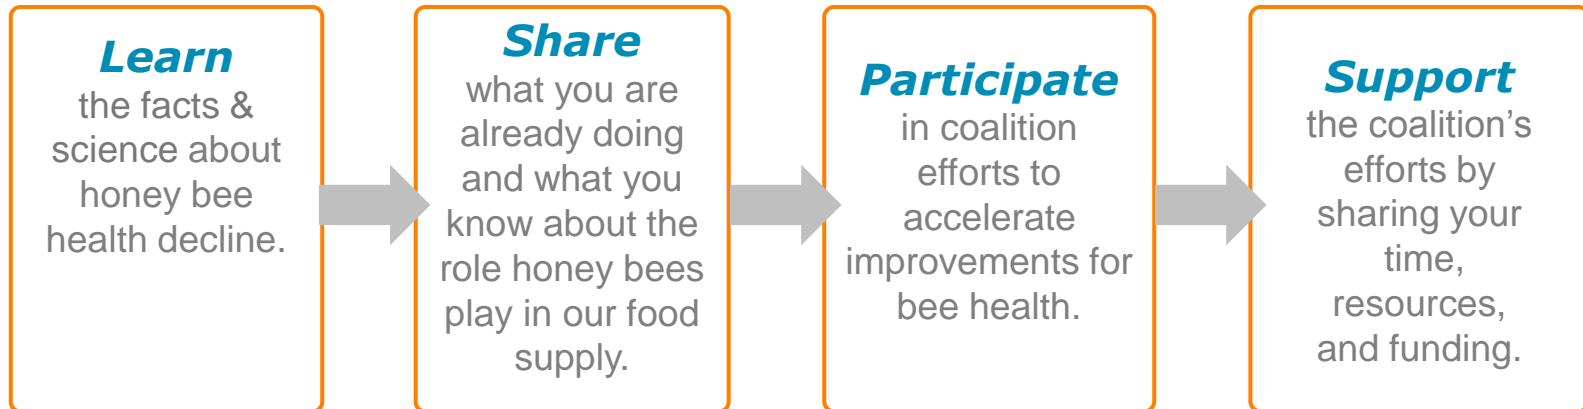 Learn
the facts &
science about
honey bee
health decline.
Share
what you are
already doing
and what you
know about the
role honey bees
play in our food
supply.
Participate
in coalition
efforts to
accelerate
improvements for
bee health.
Support
the coalition’s
efforts by
sharing your
time,
resources,
and funding.